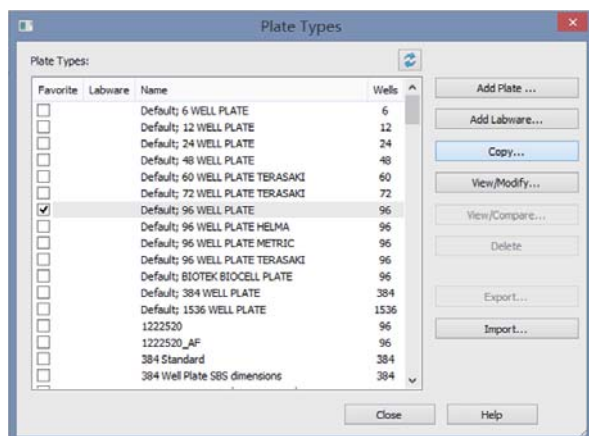 Plate Types
Plate Types:
Favorite Labware Name Wells
Default; 6 WELL PLATE 6
Default; 12 WELL PLATE 12
Default; 24 WELL PLATE 24
Default; 48 WELL PLATE 48
Default; 60 WELL PLATE TERASAKI 60
Default; 72 WELL PLATE TERASAKI 72
Default; 96 WELL PLATE 96
Default; 96 WELL PLATE HELMA 96
Default; 96 WELL PLATE METRIC 96
Default; 96 WELL PLATE TERASAKI 96
Default; BIOTEK BIOCELL PLATE 96
Default; 384 WELL PLATE 384
Default; 1536 WELL PLATE 1536
1222520 96
1222520_AF 96
384 Standard 384
384 Well Plate SBS dimensions 384
Add Plate ...
Add Labware...
Copy...
View/Modify...
View/Compare...
Delete
Export...
Import...
Close
Help